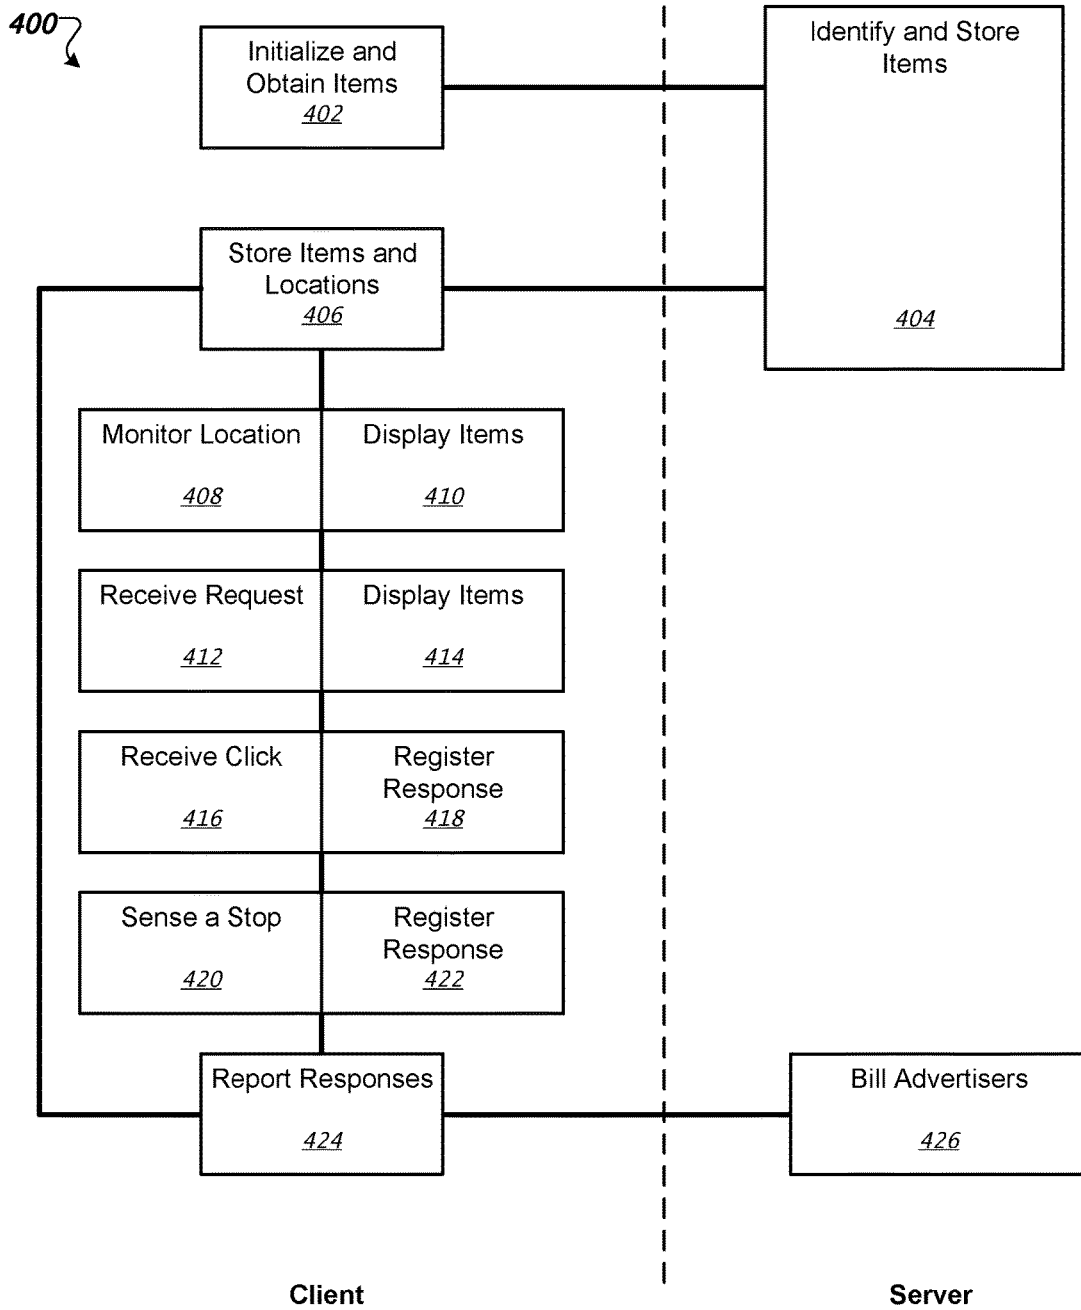 400
Initialize and
Obtain Items
402
Identify and Store
Items
404
Store Items and
Locations
406
Monitor Location
408
Display Items
410
Receive Request
412
Display Items
414
Receive Click
416
Register
Response
418
Sense a Stop
420
Register
Response
422
Report Responses
424
Bill Advertisers
426
Client
Server